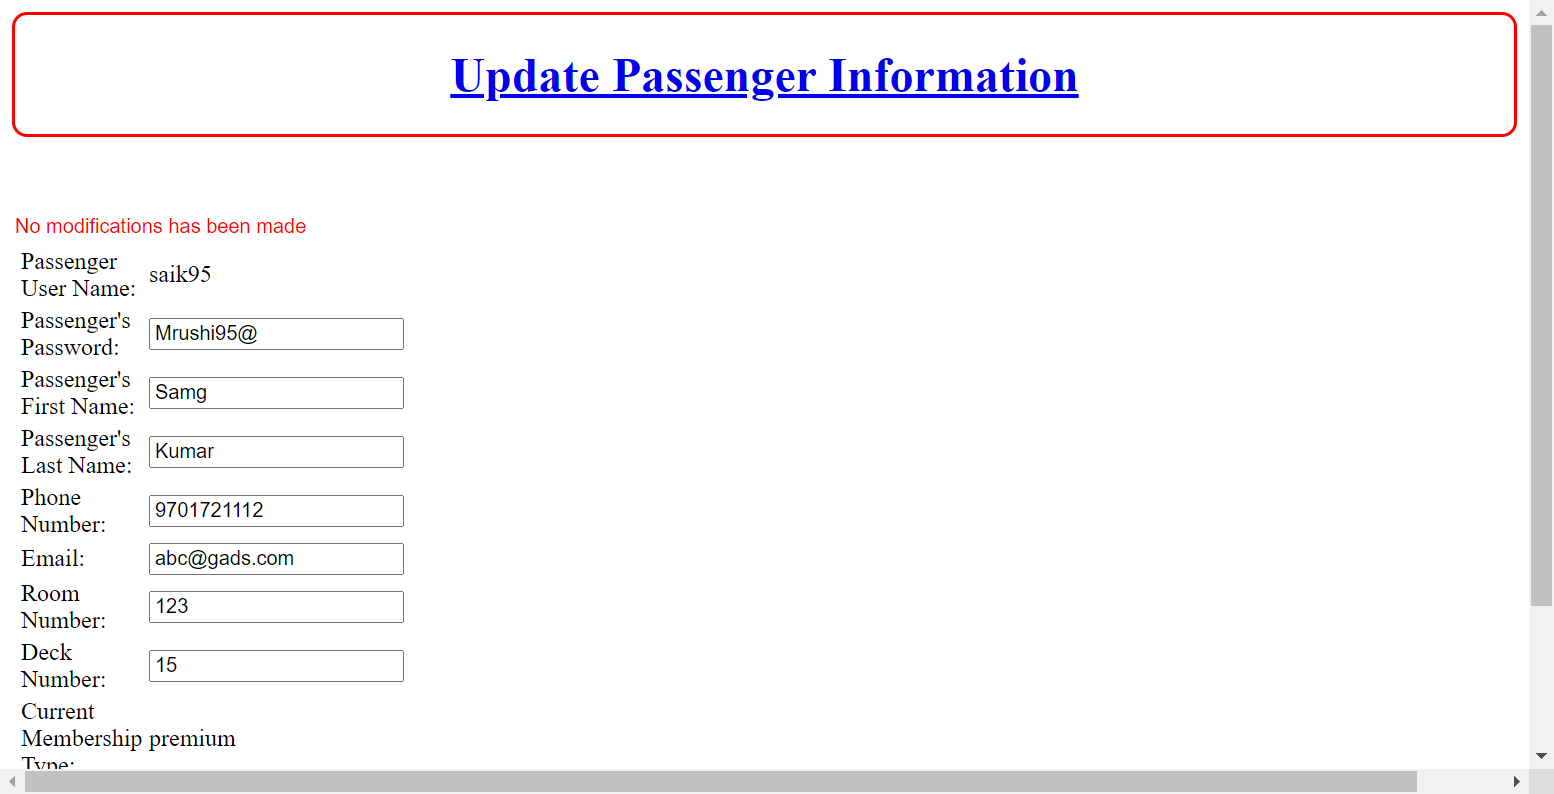 Update Passenger Information
No modifications has been made
Passenger
User Name:
saik95
Passenger's
Password:
Mrushi95@
Passenger's
First Name:
Samg
Passenger's
Last Name:
Kumar
Phone
Number:
9701721112
Email:
abc@gads.com
Room
Number:
123
Deck
Number:
15
Current
Membership premium
Type: